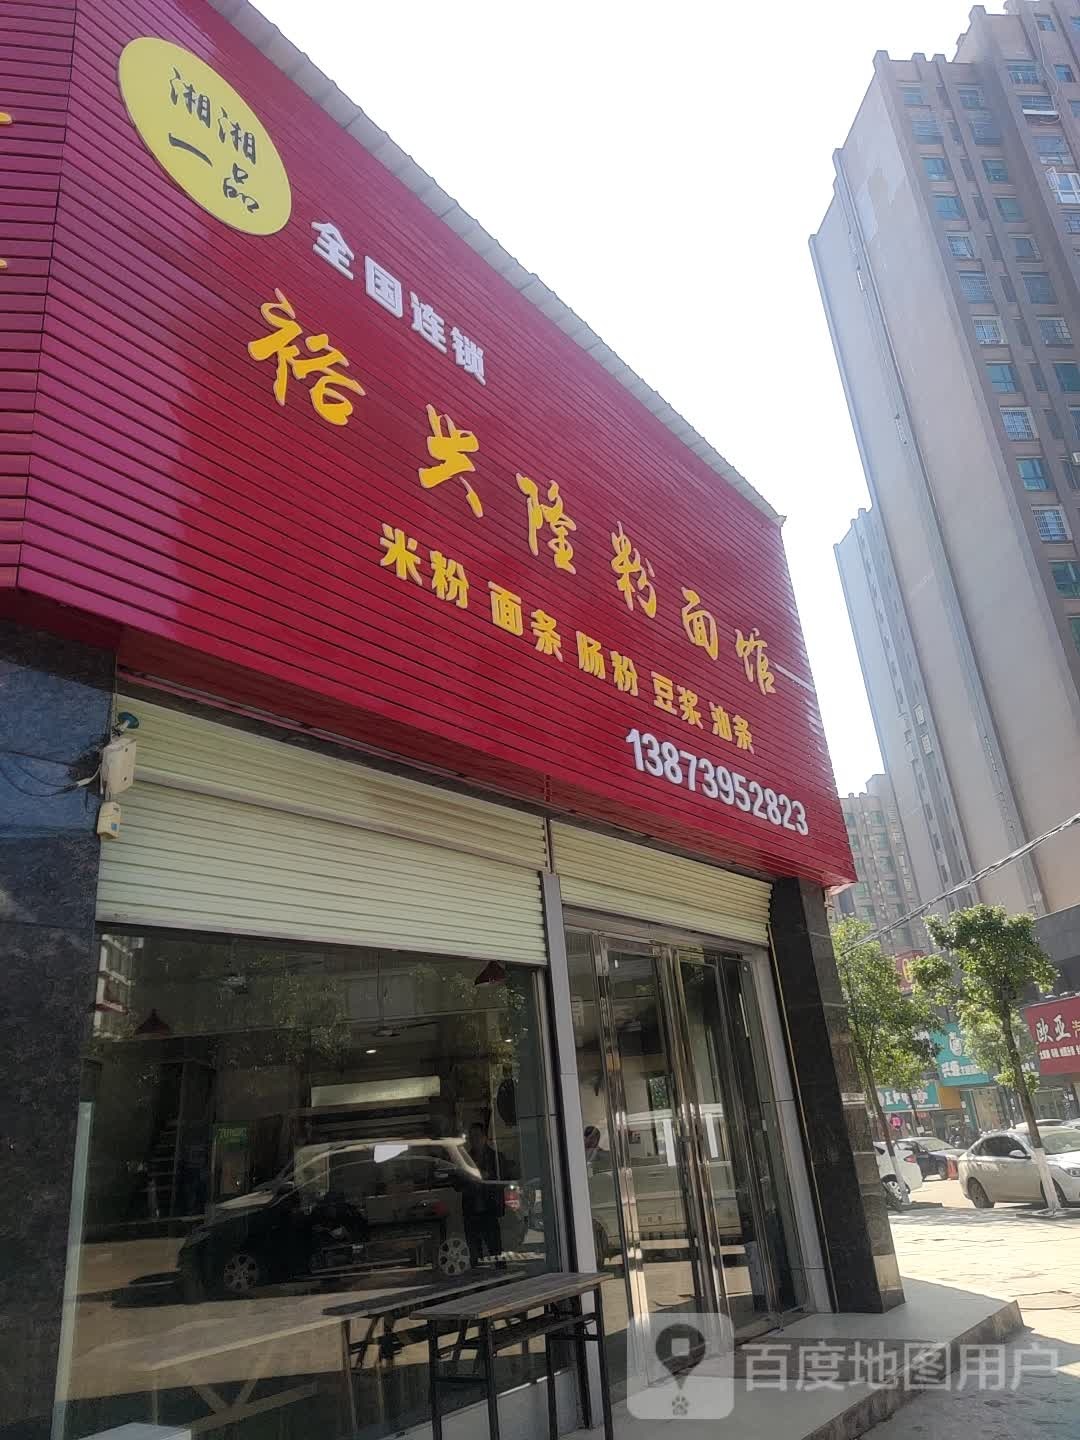 湘湘
一品
全国连锁
裕兴隆粉面馆
米粉 面条 肠粉 豆浆 油条
13873952823
欧亚
百度地图用户